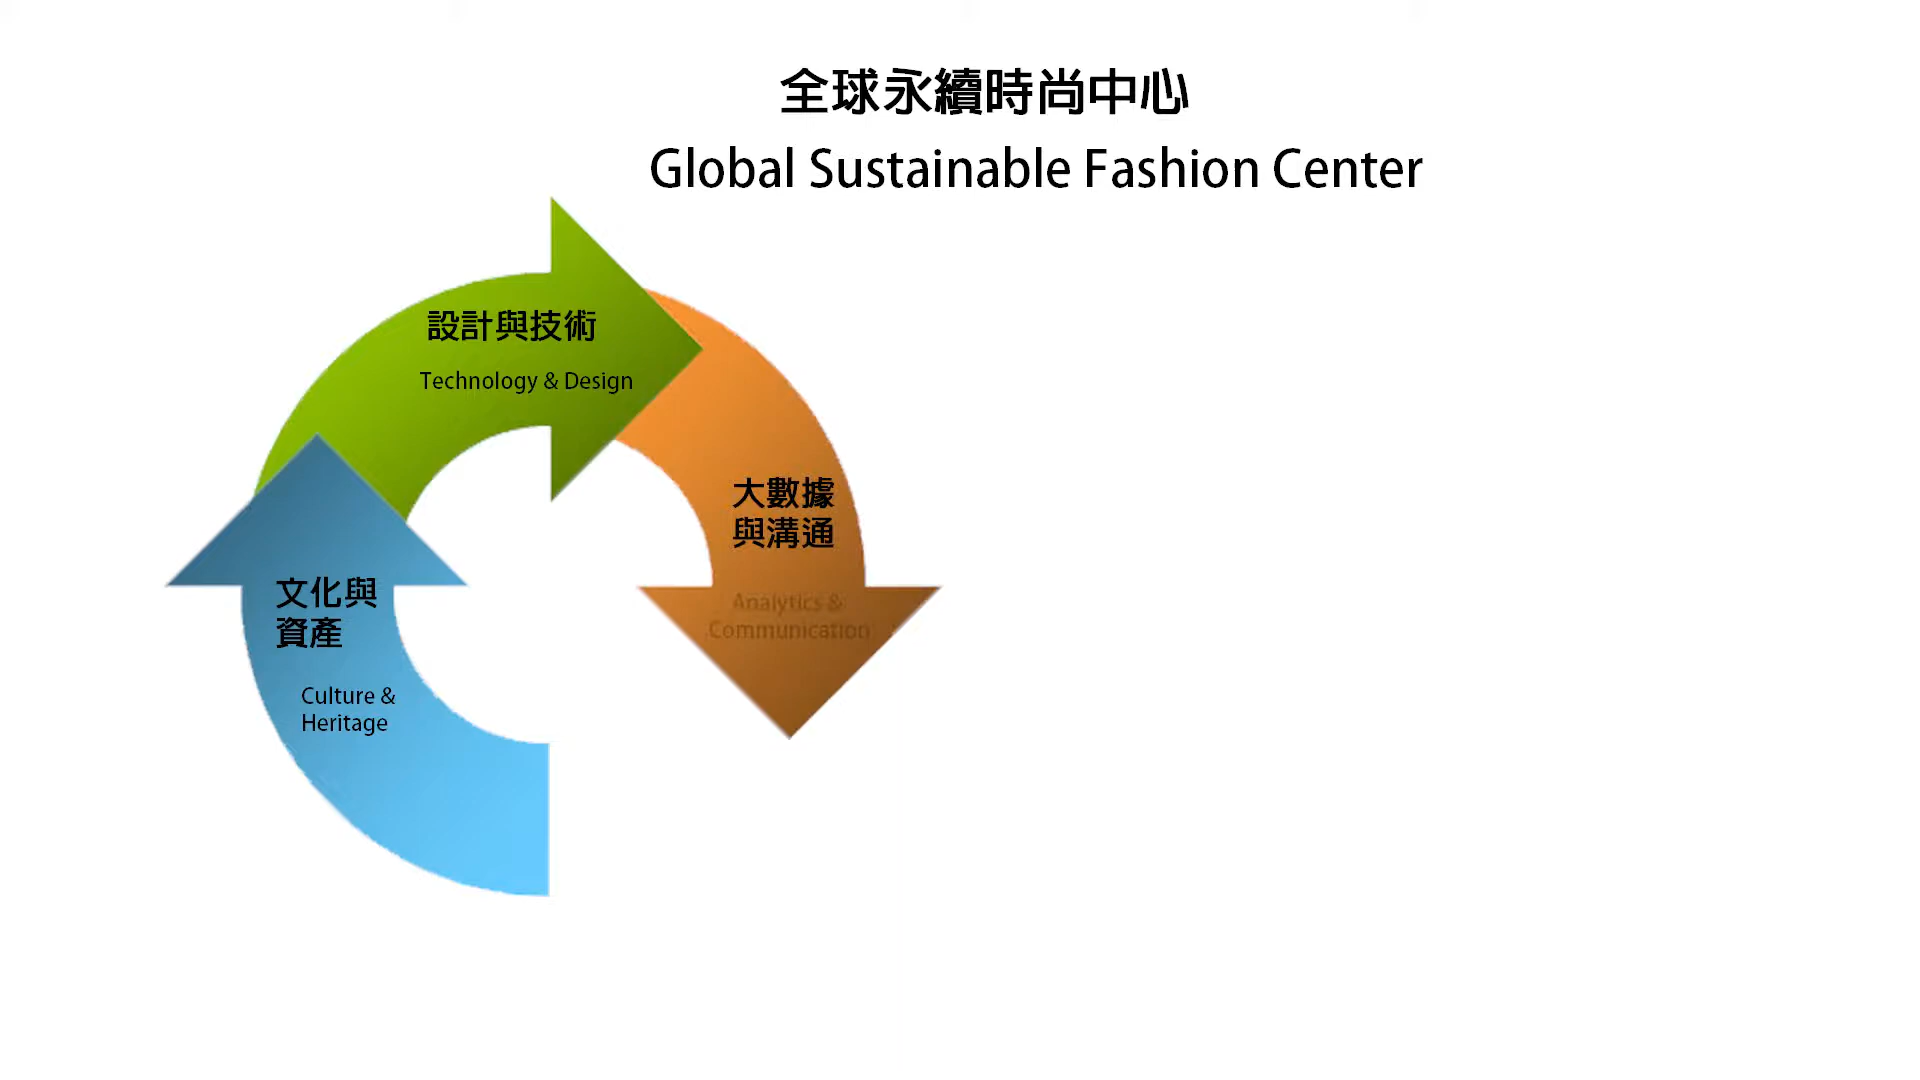 全球永續時尚中心
Global Sustainable Fashion Center
設計與技術
Technology & Design
大數據
與溝通
Analytics &
Communication
文化與
資產
Culture &
Heritage